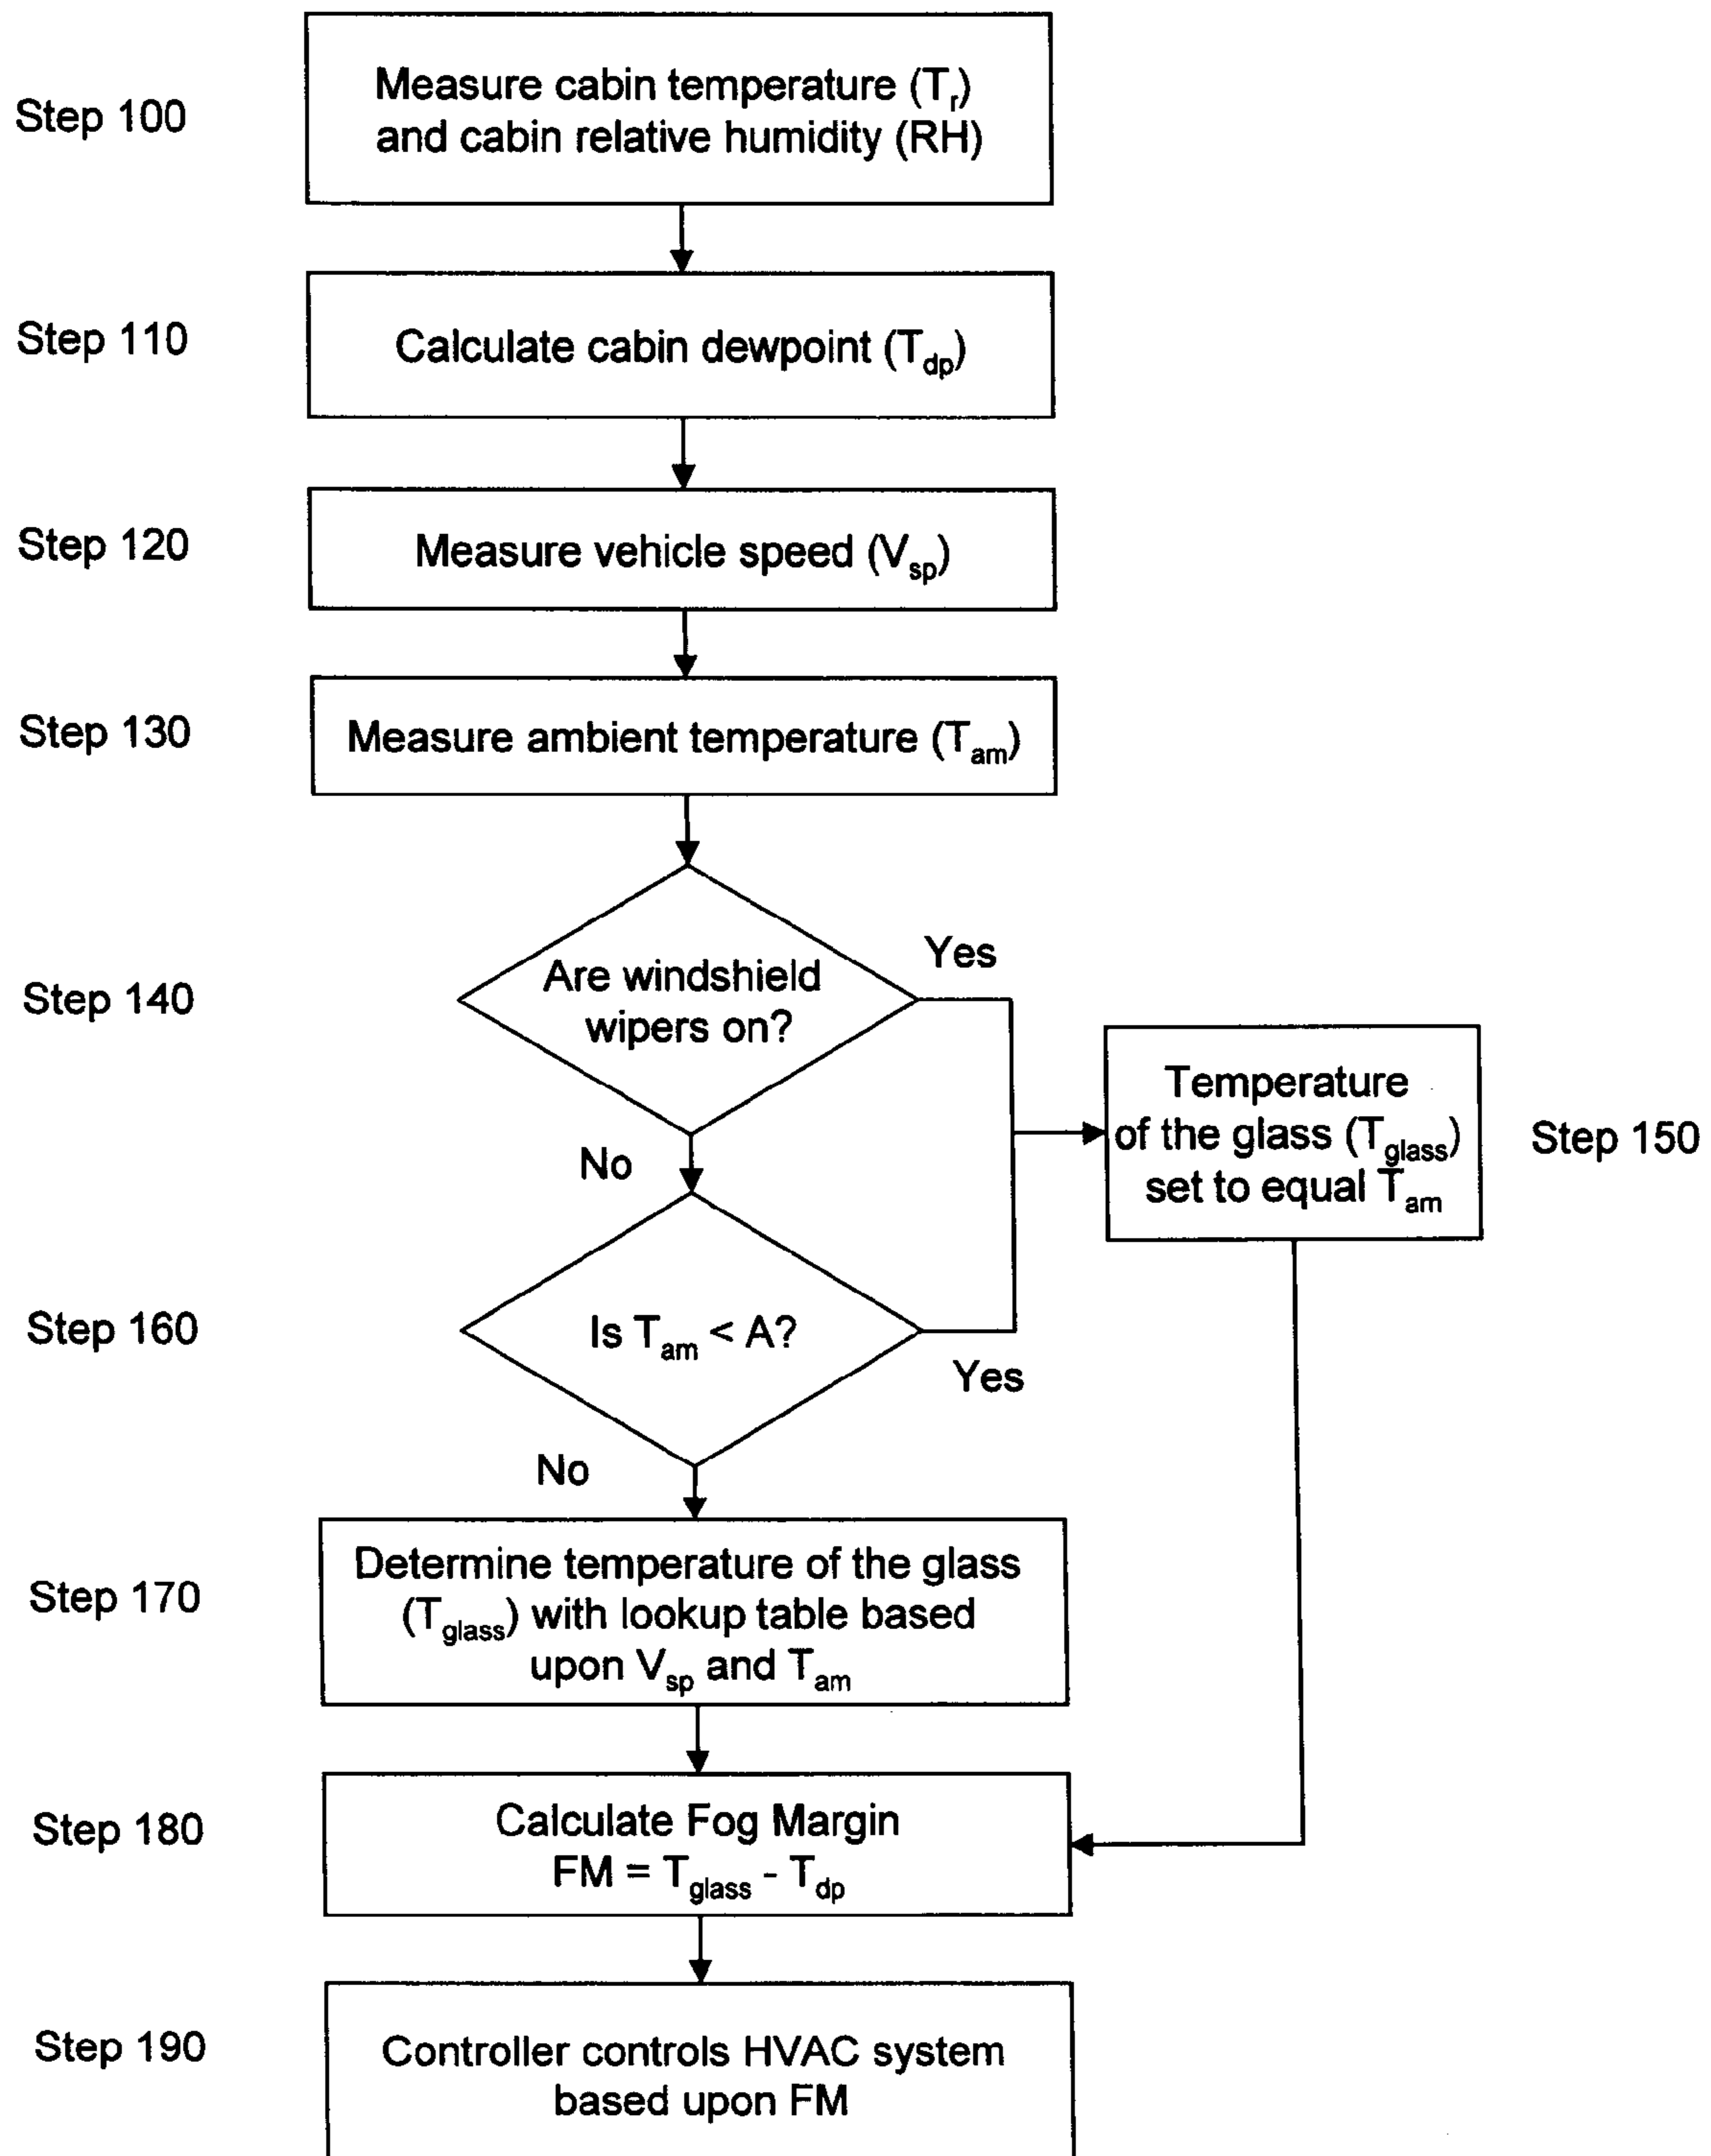 Step 100
Measure cabin temperature (Tr)
and cabin relative humidity (RH)
Step 110
Calculate cabin dewpoint (Tdp)
Step 120
Measure vehicle speed (Vsp)
Step 130
Measure ambient temperature (Tam)
Step 140
Are windshield
wipers on?
Yes
No
Temperature
of the glass (Tglass)
set to equal Tam
Step 150
Step 160
Is Tam < A?
Yes
No
Step 170
Determine temperature of the glass
(Tglass) with lookup table based
upon Vsp and Tam
Step 180
Calculate Fog Margin
FM = Tglass - Tdp
Step 190
Controller controls HVAC system
based upon FM